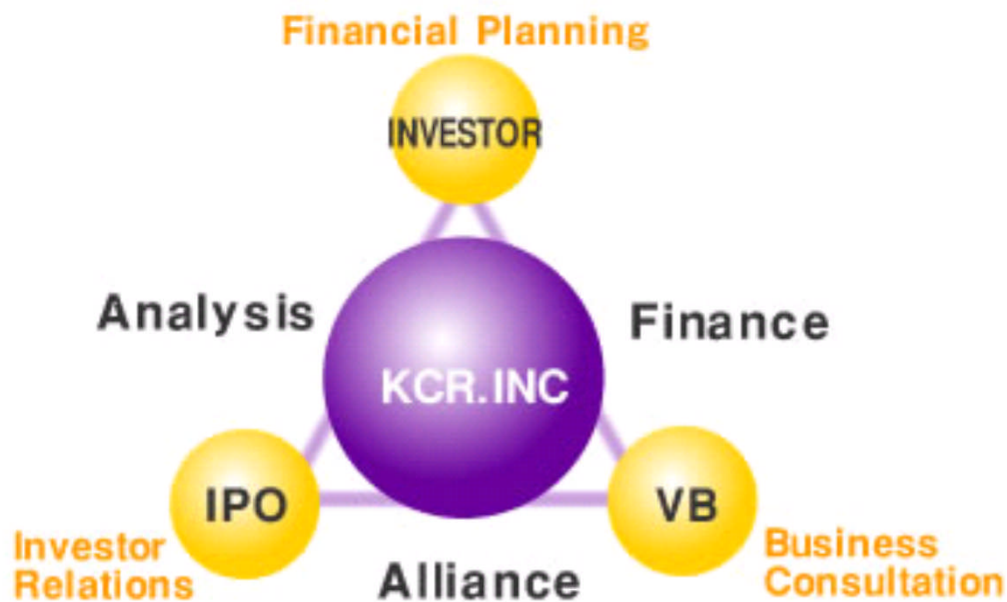 Financial Planning
INVESTOR
Analysis
Finance
KCR.INC
IPO
VB
Investor
Relations
Alliance
Business
Consultation